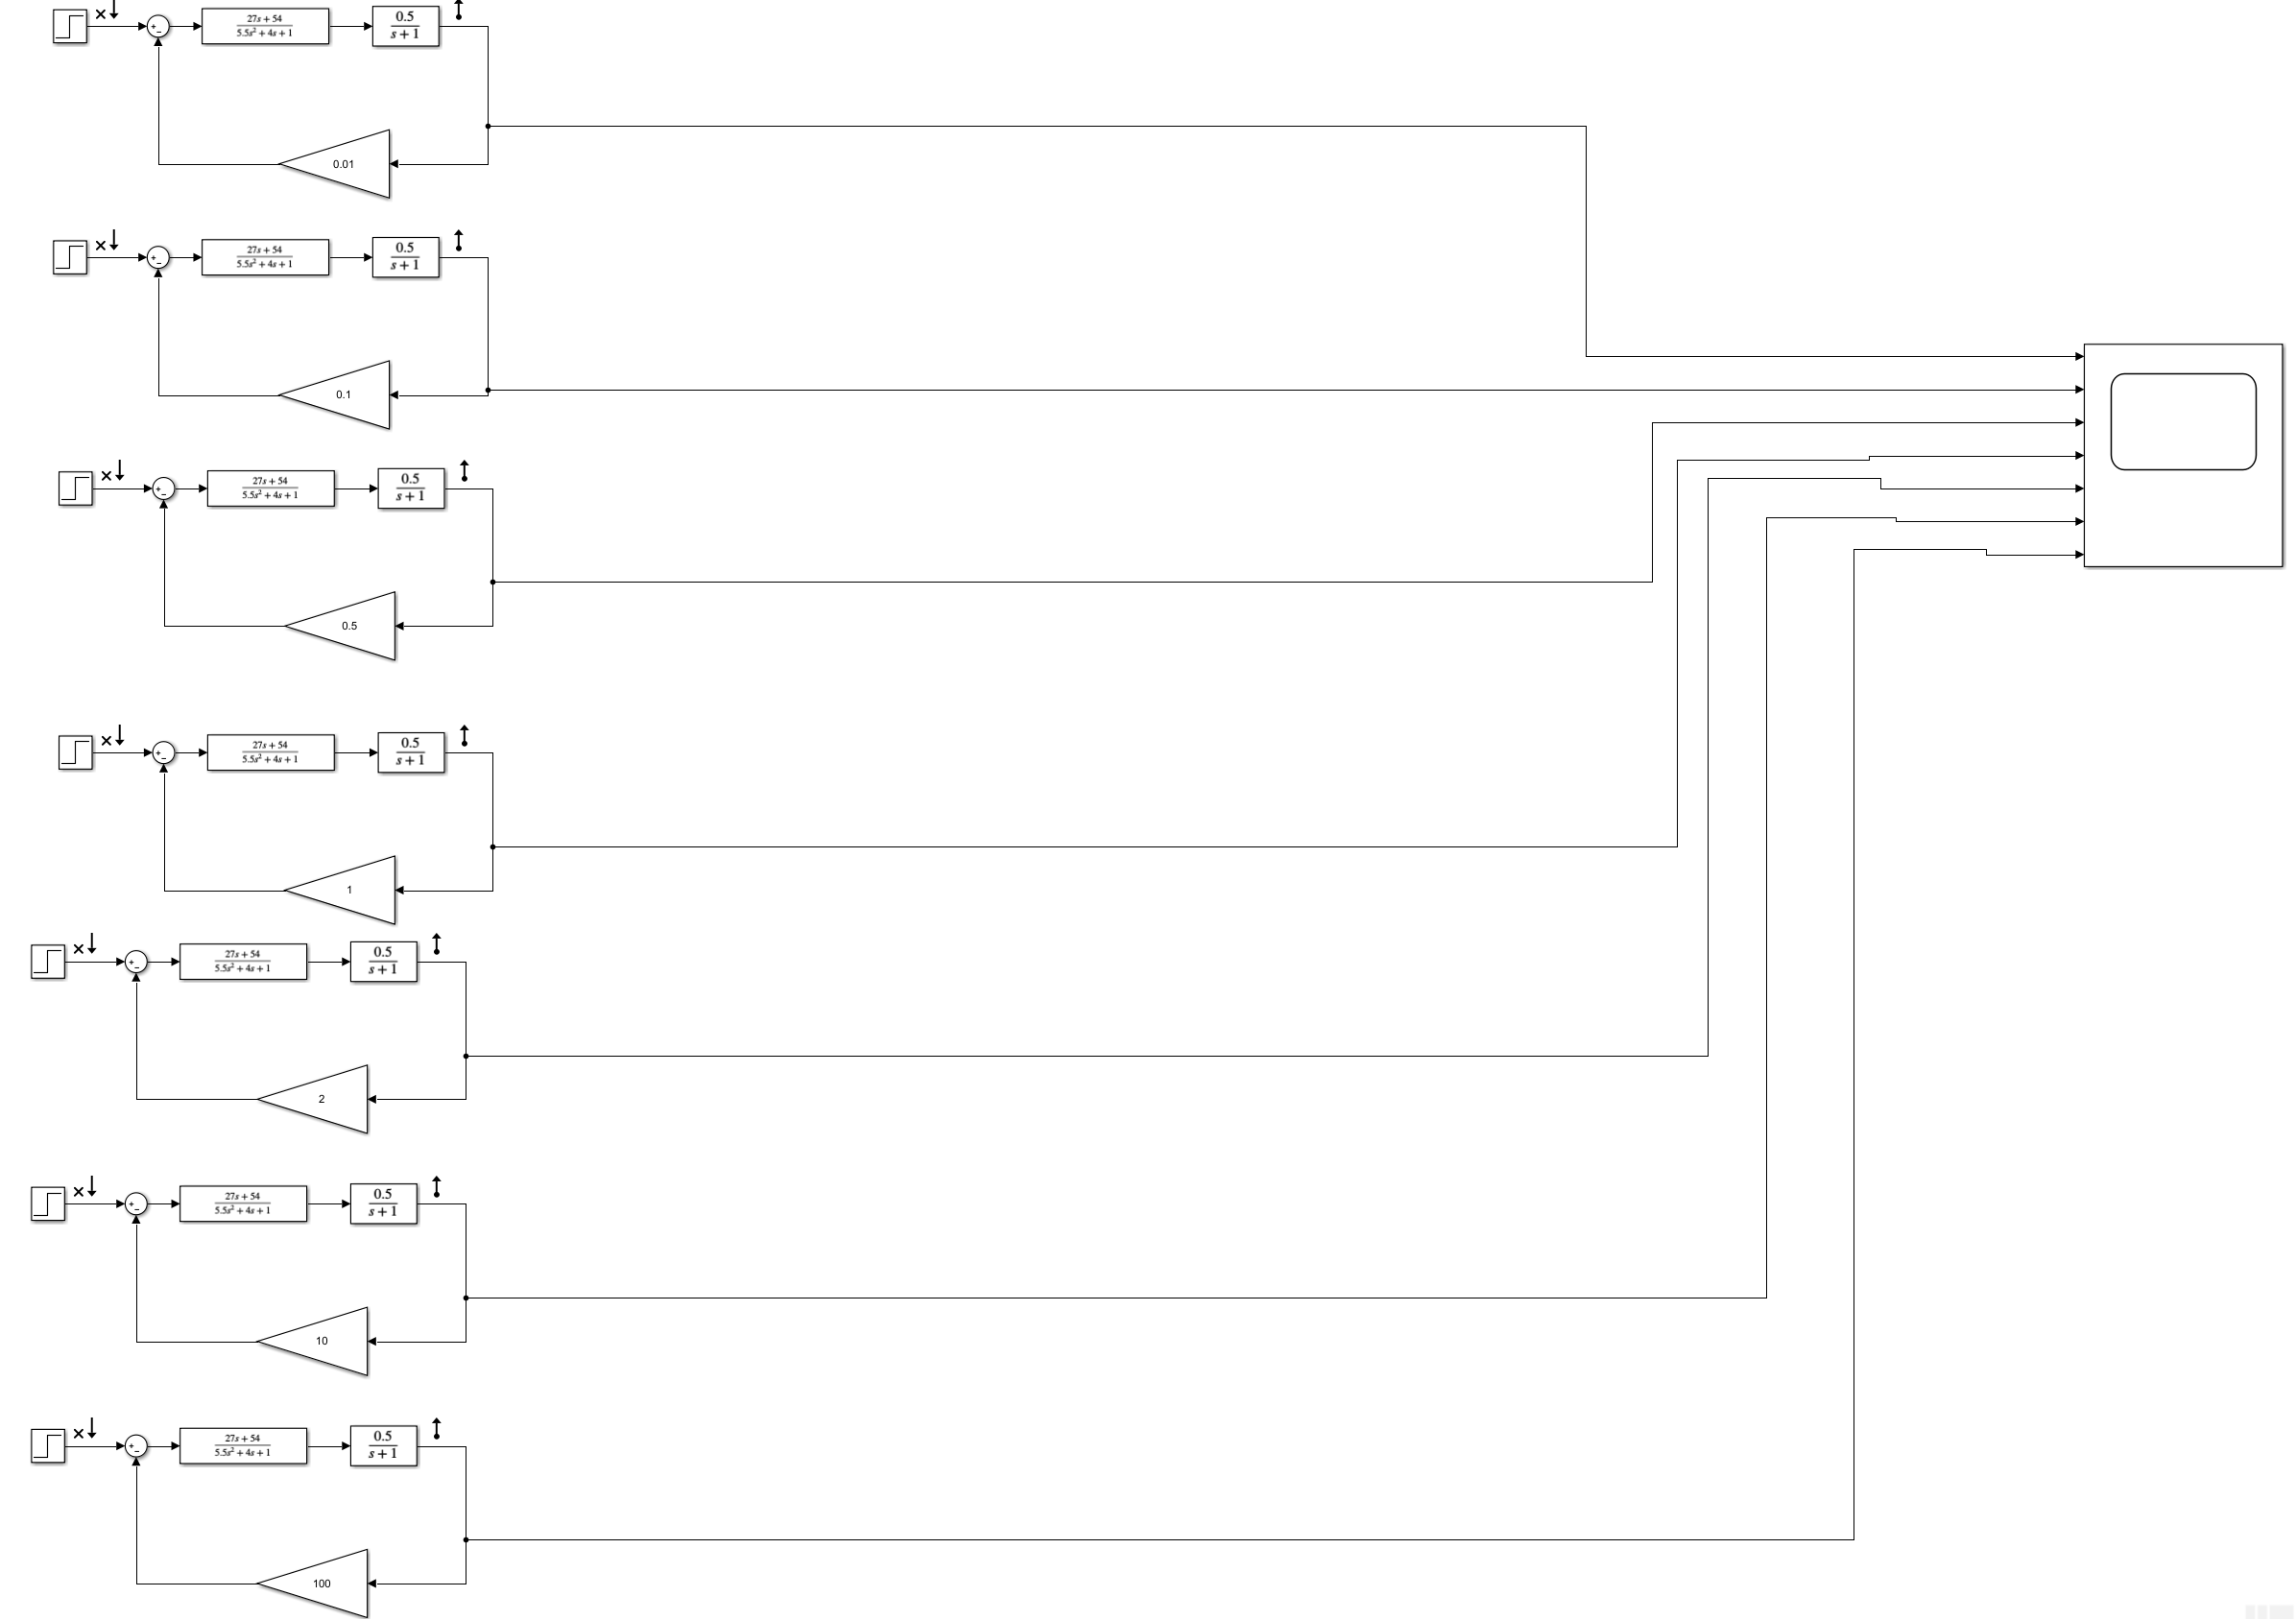 27s + 54
5.5s² + 4s + 1
0.5
s + 1
0.01
27s + 54
5.5s² + 4s + 1
0.5
s + 1
0.1
27s + 54
5.5s² + 4s + 1
0.5
s + 1
0.5
27s + 54
5.5s² + 4s + 1
0.5
s + 1
1
27s + 54
5.5s² + 4s + 1
0.5
s + 1
2
27s + 54
5.5s² + 4s + 1
0.5
s + 1
10
27s + 54
5.5s² + 4s + 1
0.5
s + 1
100